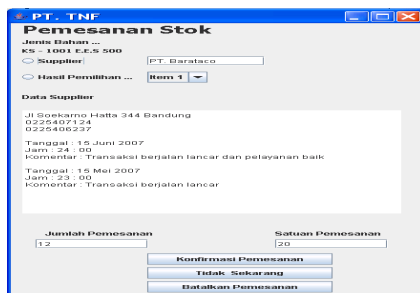 PT. TNF
Pemesanan Stok
Jenis Bahan ...
KS - 1001 E.E.S 500
Supplier PT. Barataco
Hasil Pemilihan ... Item 1
Data Supplier
Jl Soekarno Hatta 344 Bandung
0225407124
0225406237
Tanggal : 15 Juni 2007
Jam : 24 : 00
Komentar : Transaksi berjalan lancar dan pelayanan baik
Tanggal : 15 Mei 2007
Jam : 23 : 00
Komentar : Transaksi berjalan lancar
Jumlah Pemesanan Satuan Pemesanan
12 20
Konfirmasi Pemesanan
Tidak Sekarang
Batalkan Pemesanan